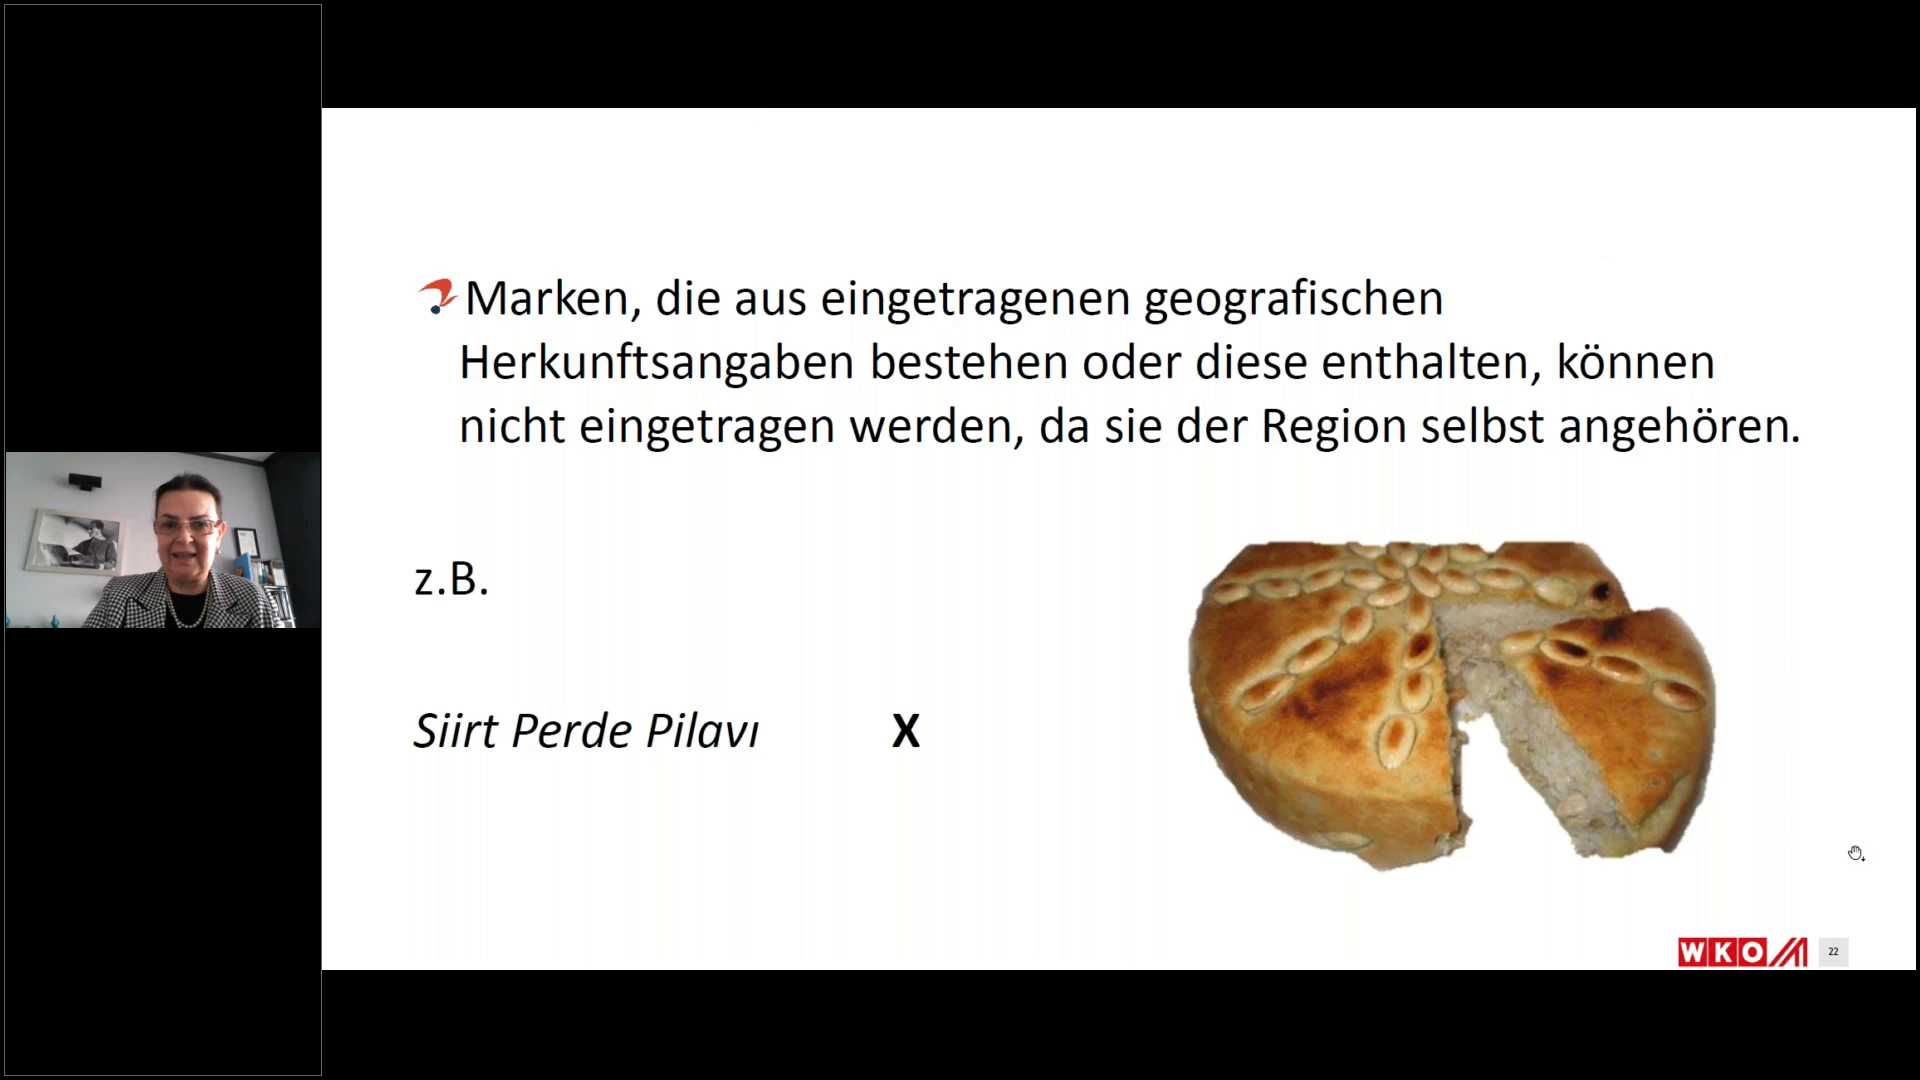 Marken, die aus eingetragenen geografischen
Herkunftsangaben bestehen oder diese enthalten, können
nicht eingetragen werden, da sie der Region selbst angehören.
z.B.
Siirt Perde Pilavı X
WKO 22